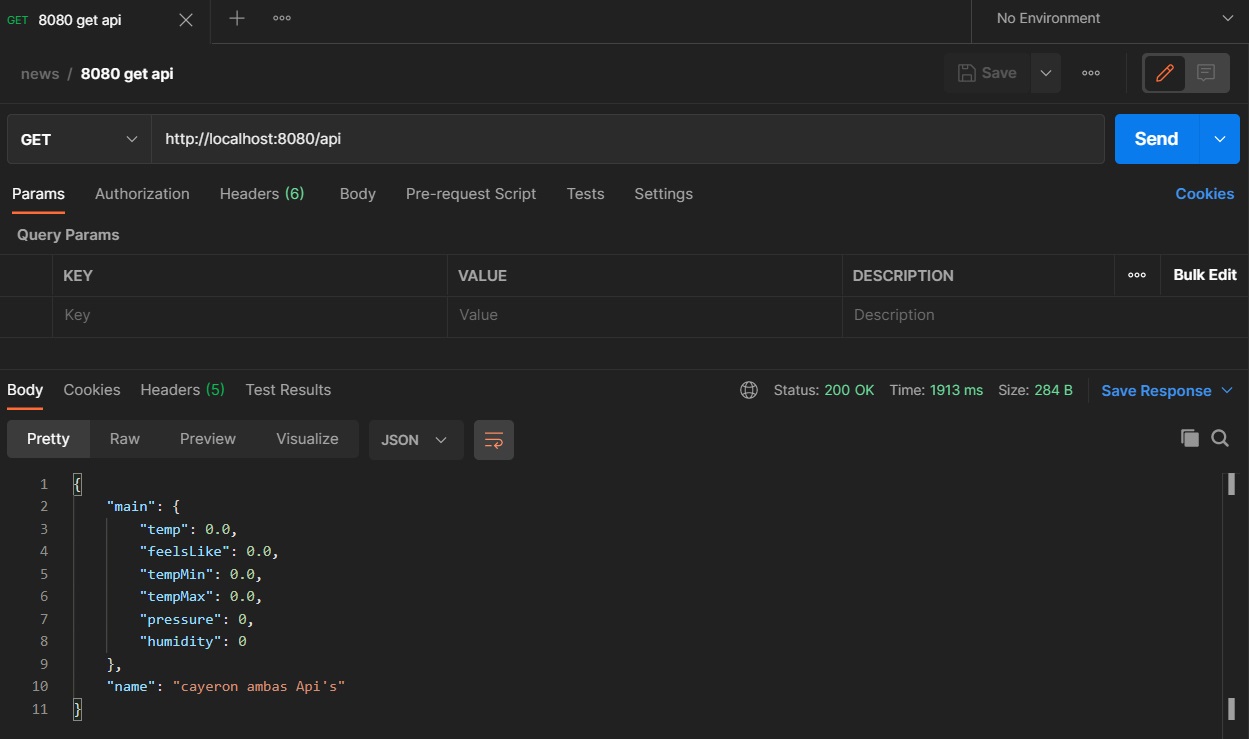 GET 8080 get api No Environment
news / 8080 get api Save
GET http://localhost:8080/api Send
Params Authorization Headers (6) Body Pre-request Script Tests Settings Cookies
Query Params
KEY VALUE DESCRIPTION Bulk Edit
Key Value Description
Body Cookies Headers (5) Test Results Status: 200 OK Time: 1913 ms Size: 284 B Save Response
Pretty Raw Preview Visualize JSON
1 {
2 "main": {
3 "temp": 0.0,
4 "feelsLike": 0.0,
5 "tempMin": 0.0,
6 "tempMax": 0.0,
7 "pressure": 0,
8 "humidity": 0
9 },
10 "name": "cayeron ambas Api's"
11 }